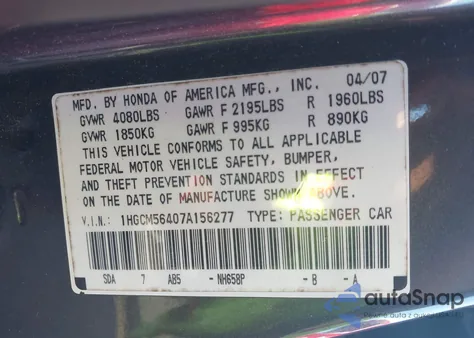 MFD. BY HONDA OF AMERICA MFG., INC. 04/07
GVWR 4080LBS GAWR F 2195LBS R 1960LBS
GVWR 1850KG GAWR F 995KG R 890KG
THIS VEHICLE CONFORMS TO ALL APPLICABLE
FEDERAL MOTOR VEHICLE SAFETY, BUMPER,
AND THEFT PREVENTION STANDARDS IN EFFECT
ON THE DATE OF MANUFACTURE SHOWN ABOVE.
V.I.N.: 1HGCM56407A156277 TYPE: PASSENGER CAR
SDA 7 AB5 - NH658P - B - A
autaSnap